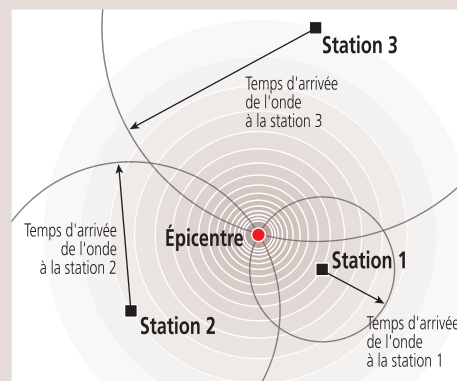 Station 3
Temps d'arrivée
de l'onde
à la station 3
Temps d'arrivée
de l'onde
à la station 2
Épicentre
Station 1
Station 2
Temps d'arrivée
de l'onde
à la station 1